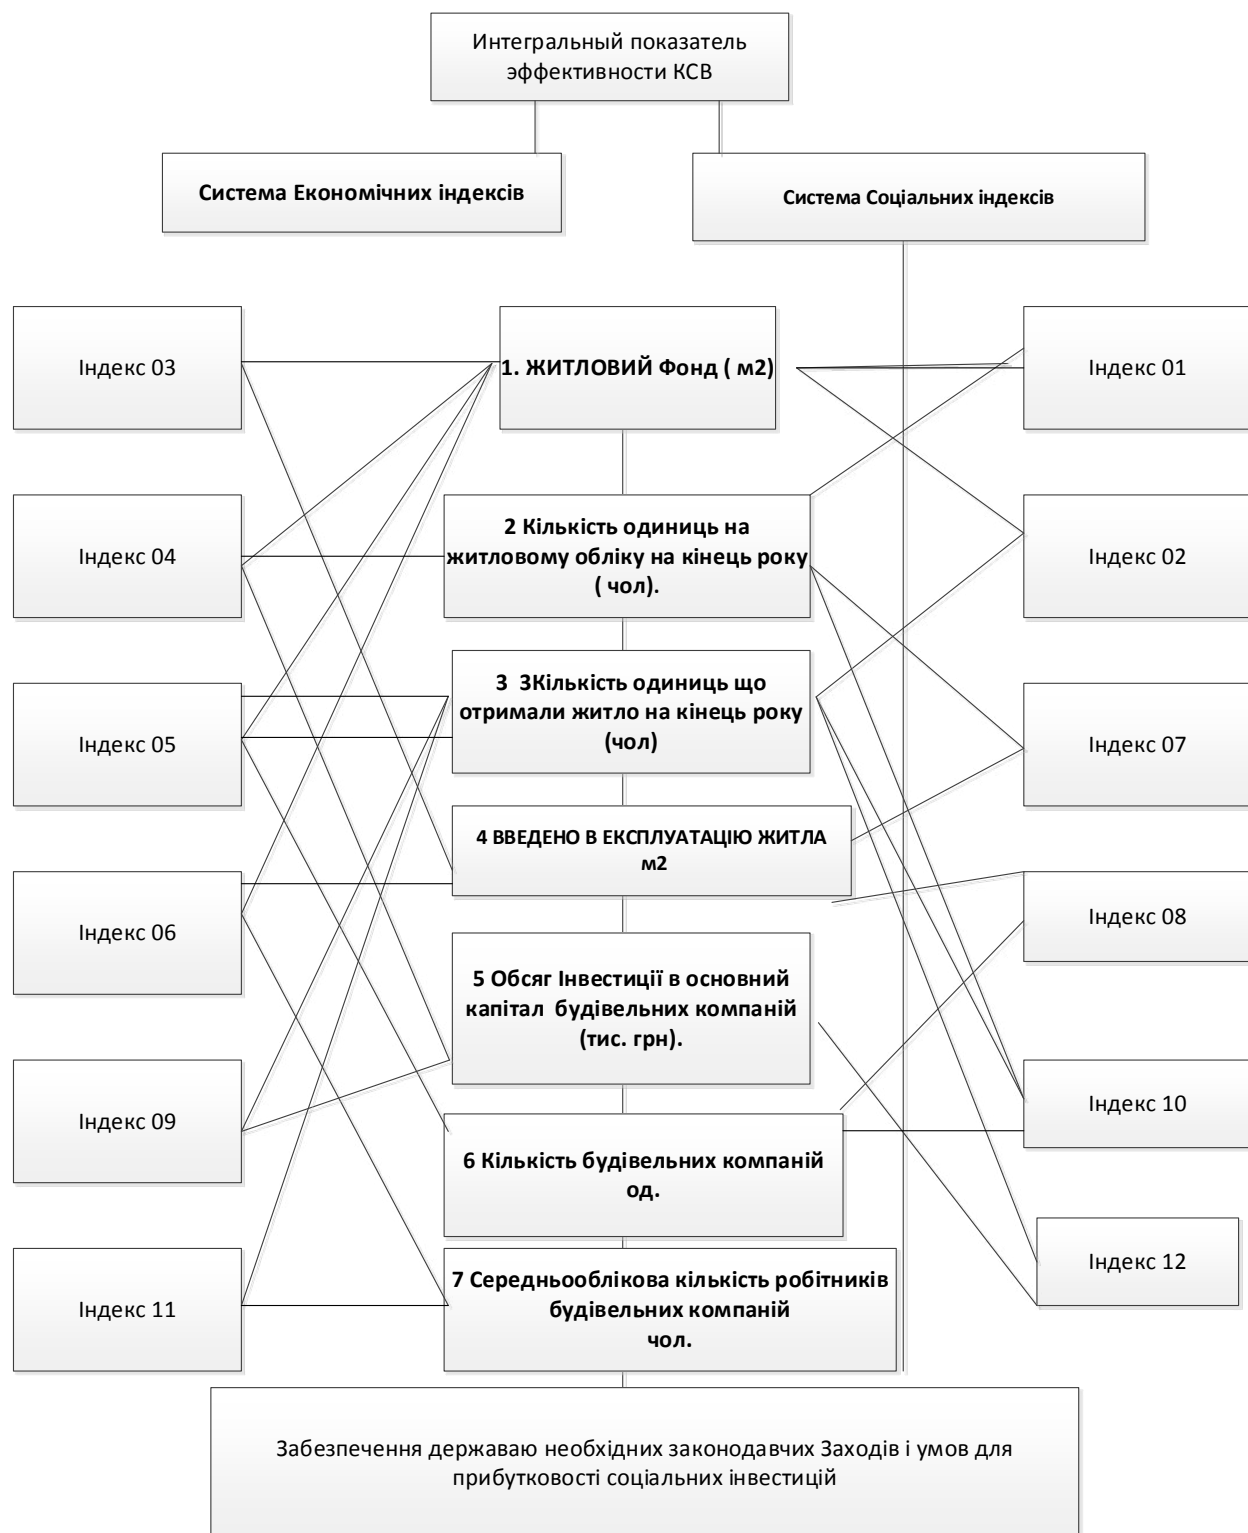 Интегральный показатель
эффективности КСВ
Система Економічних індексів
Система Соціальних індексів
Індекс 03
1. ЖИТЛОВИЙ Фонд ( м2)
Індекс 01
Індекс 04
2 Кількість одиниць на
житловому обліку на кінець року
( чол).
Індекс 02
Індекс 05
3  3Кількість одиниць що
отримали житло на кінець року
(чол)
Індекс 07
4 ВВЕДЕНО В ЕКСПЛУАТАЦІЮ ЖИТЛА
м2
Індекс 06
Індекс 08
5 Обсяг Інвестиції в основний
капітал  будівельних компаній
(тис. грн).
Індекс 09
Індекс 10
6 Кількість будівельних компаній
од.
Індекс 11
7 Середньооблікова кількість робітників
будівельних компаній
чол.
Індекс 12
Забезпечення державаю необхідних законодавчих Заходів і умов для
прибутковості соціальних інвестицій